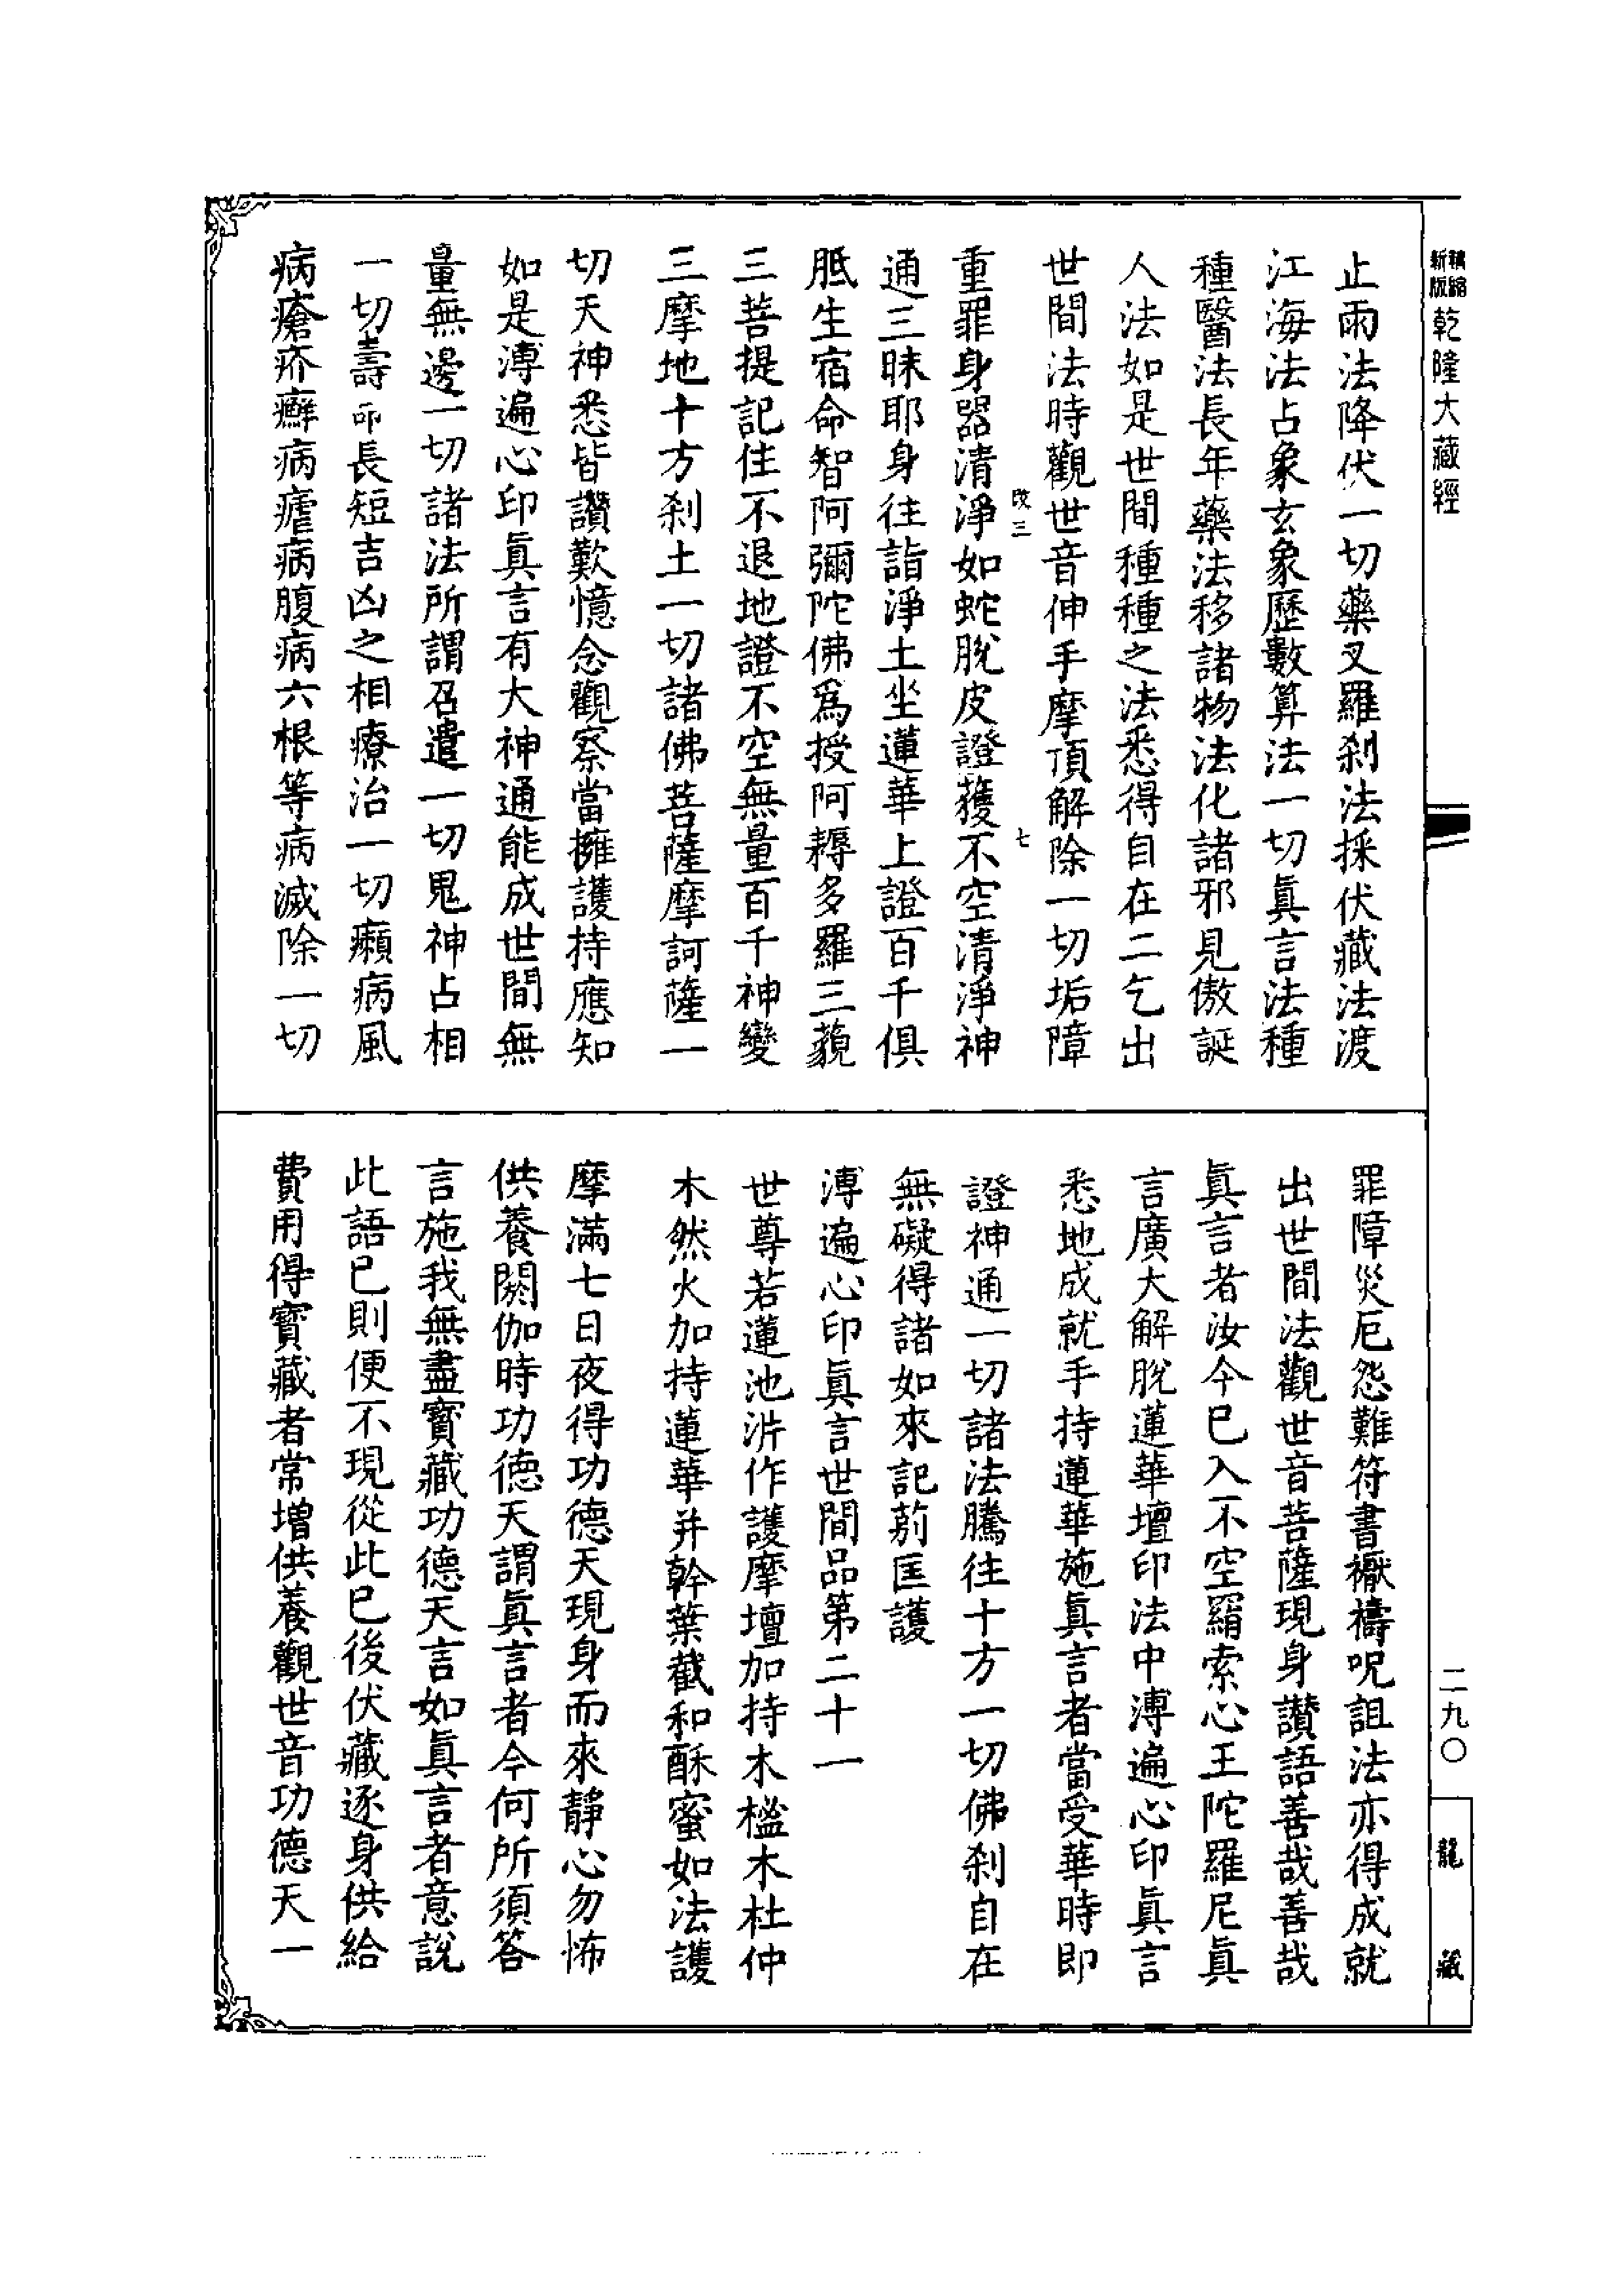 精縮新版乾隆大藏經
止雨法降伏一切藥叉羅刹法採伏藏法渡
江海法占象玄象歷數算法一切眞言法種
種醫法長年藥法移諸物法化諸邪見傲誕
人法如是世間種種之法悉得自在二乞出
世間法時觀世音伸手摩頂解除一切垢障
改三 七
重罪身器清淨如蛇脫皮證獲不空清淨神
通三昧耶身往詣淨土坐蓮華上證百千俱
胝生宿命智阿彌陀佛爲授阿耨多羅三藐
三菩提記住不退地證不空無量百千神變
三摩地十方刹土一切諸佛菩薩摩訶薩一
切天神悉皆讚歎憶念觀察當擁護持應知
如是溥遍心印眞言有大神通能成世間無
量無邊一切諸法所謂召遣一切鬼神占相
一切壽命長短吉凶之相療治一切癩病風
病瘡疥癬病瘧病腹病六根等病滅除一切
罪障災厄怨難符書禳禱呪詛法亦得成就
出世間法觀世音菩薩現身讃語善哉善哉
眞言者汝今已入不空羂索心王陀羅尼眞
言廣大解脫蓮華壇印法中溥遍心印眞言
悉地成就手持蓮華施眞言者當受華時即
證神通一切諸法騰往十方一切佛刹自在
無礙得諸如來記莂匡護
溥遍心印眞言世間品第二十一
世尊若蓮池泲作護摩壇加持木榓木杜仲
木然火加持蓮華并幹葉截和酥蜜如法護
摩滿七日夜得功德天現身而來靜心勿怖
供養閼伽時功德天謂眞言者今何所須答
言施我無盡寶藏功德天言如眞言者意說
此語已則便不現從此已後伏藏逐身供給
費用得寶藏者常增供養觀世音功德天一
二九〇
龍藏